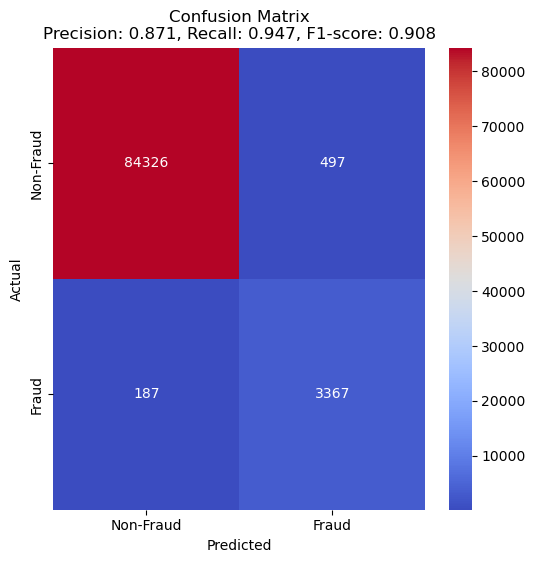 Confusion Matrix
Precision: 0.871, Recall: 0.947, F1-score: 0.908
Actual
Non-Fraud
84326
497
Fraud
187
3367
Non-Fraud
Fraud
Predicted
80000
70000
60000
50000
40000
30000
20000
10000